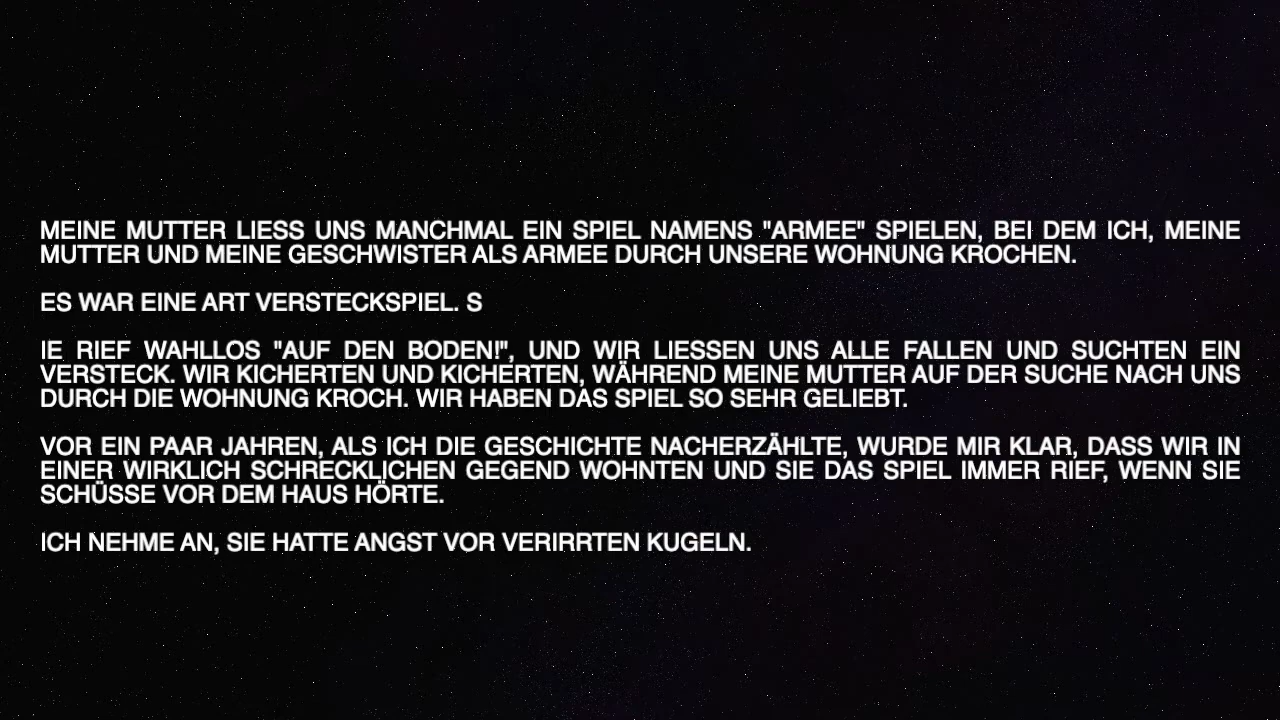 MEINE MUTTER LIESS UNS MANCHMAL EIN SPIEL NAMENS "ARMEE" SPIELEN, BEI DEM ICH, MEINE
MUTTER UND MEINE GESCHWISTER ALS ARMEE DURCH UNSERE WOHNUNG KROCHEN.
ES WAR EINE ART VERSTECKSPIEL. S
IE RIEF WAHLLOS "AUF DEN BODEN!", UND WIR LIESSEN UNS ALLE FALLEN UND SUCHTEN EIN
VERSTECK. WIR KICHERTEN UND KICHERTEN, WÄHREND MEINE MUTTER AUF DER SUCHE NACH UNS
DURCH DIE WOHNUNG KROCH. WIR HABEN DAS SPIEL SO SEHR GELIEBT.
VOR EIN PAAR JAHREN, ALS ICH DIE GESCHICHTE NACHERZÄHLTE, WURDE MIR KLAR, DASS WIR IN
EINER WIRKLICH SCHRECKLICHEN GEGEND WOHNTEN UND SIE DAS SPIEL IMMER RIEF, WENN SIE
SCHÜSSE VOR DEM HAUS HÖRTE.
ICH NEHME AN, SIE HATTE ANGST VOR VERIRRTEN KUGELN.